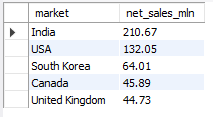 market net_sales_mln
India 210.67
USA 132.05
South Korea 64.01
Canada 45.89
United Kingdom 44.73